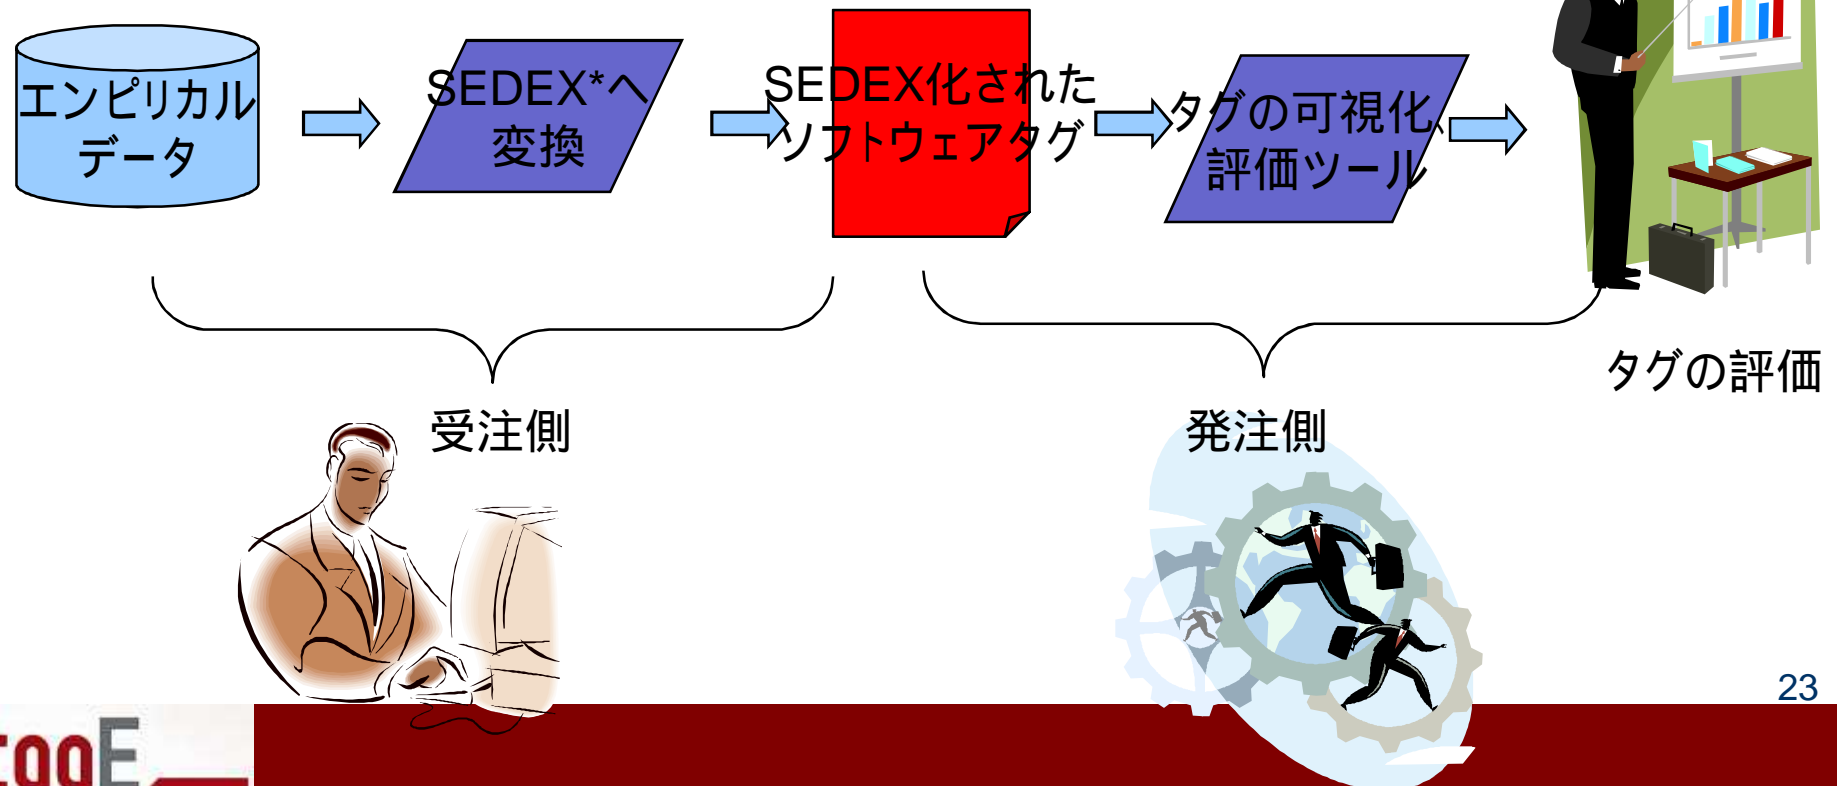 エンピリカル
データ
SEDEX*へ
変換
SEDEX化された
ソフトウェアタグ
タグの可視化、
評価ツール
タグの評価
受注側
発注側
23